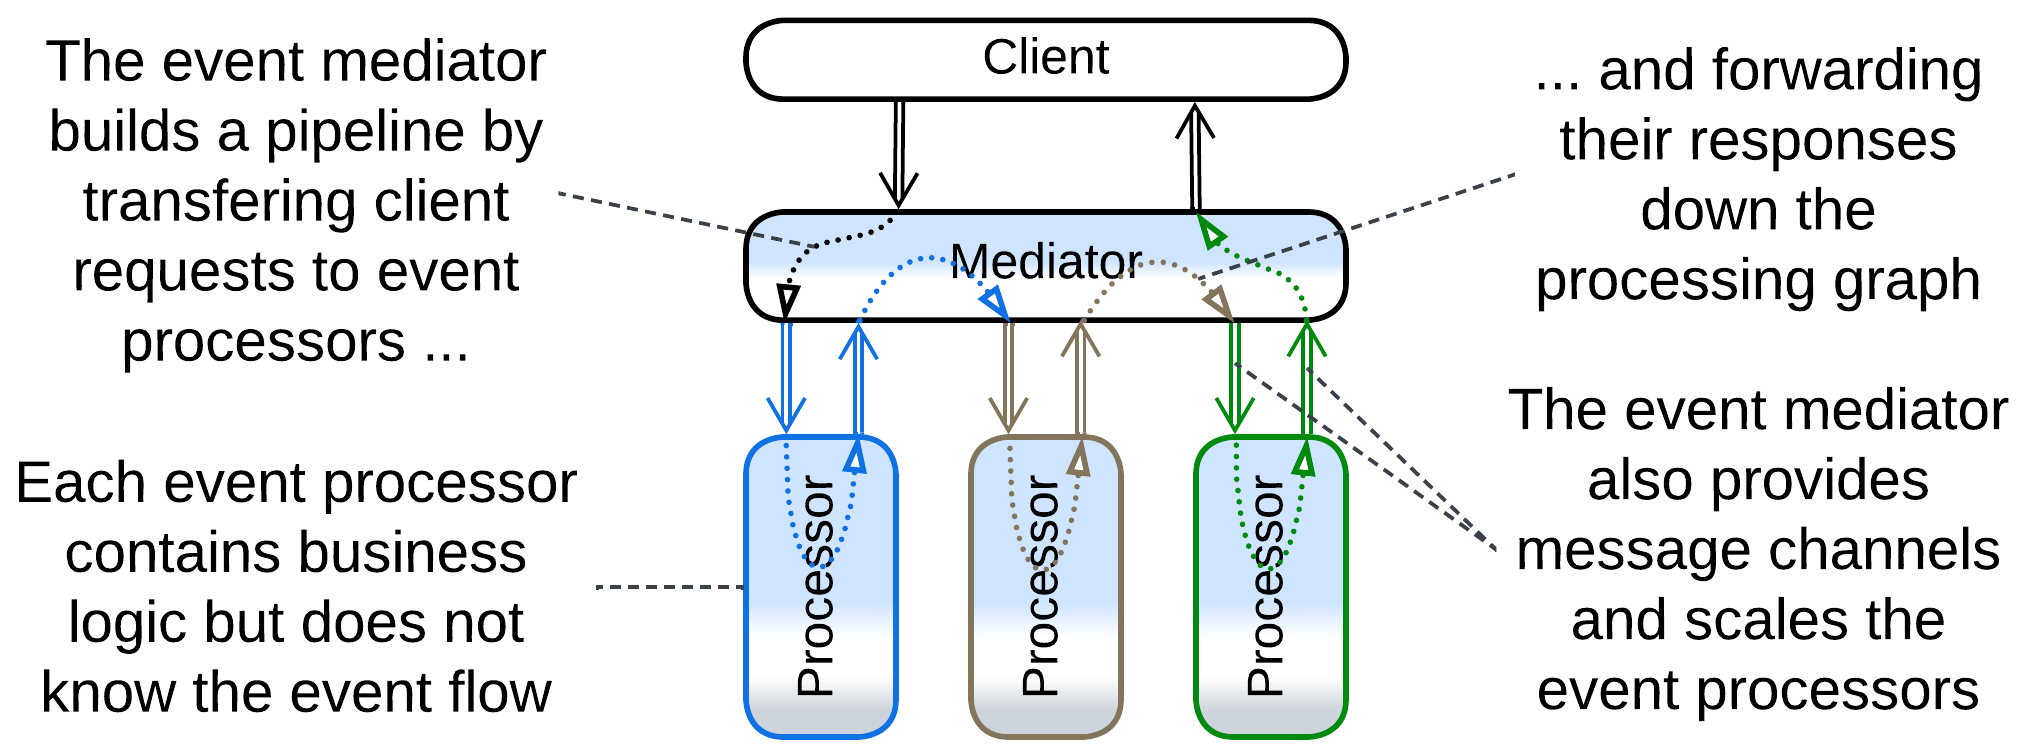 The event mediator
builds a pipeline by
transfering client
requests to event
processors ...
Each event processor
contains business
logic but does not
know the event flow
Client
Mediator
Processor
Processor
Processor
... and forwarding
their responses
down the
processing graph
The event mediator
also provides
message channels
and scales the
event processors